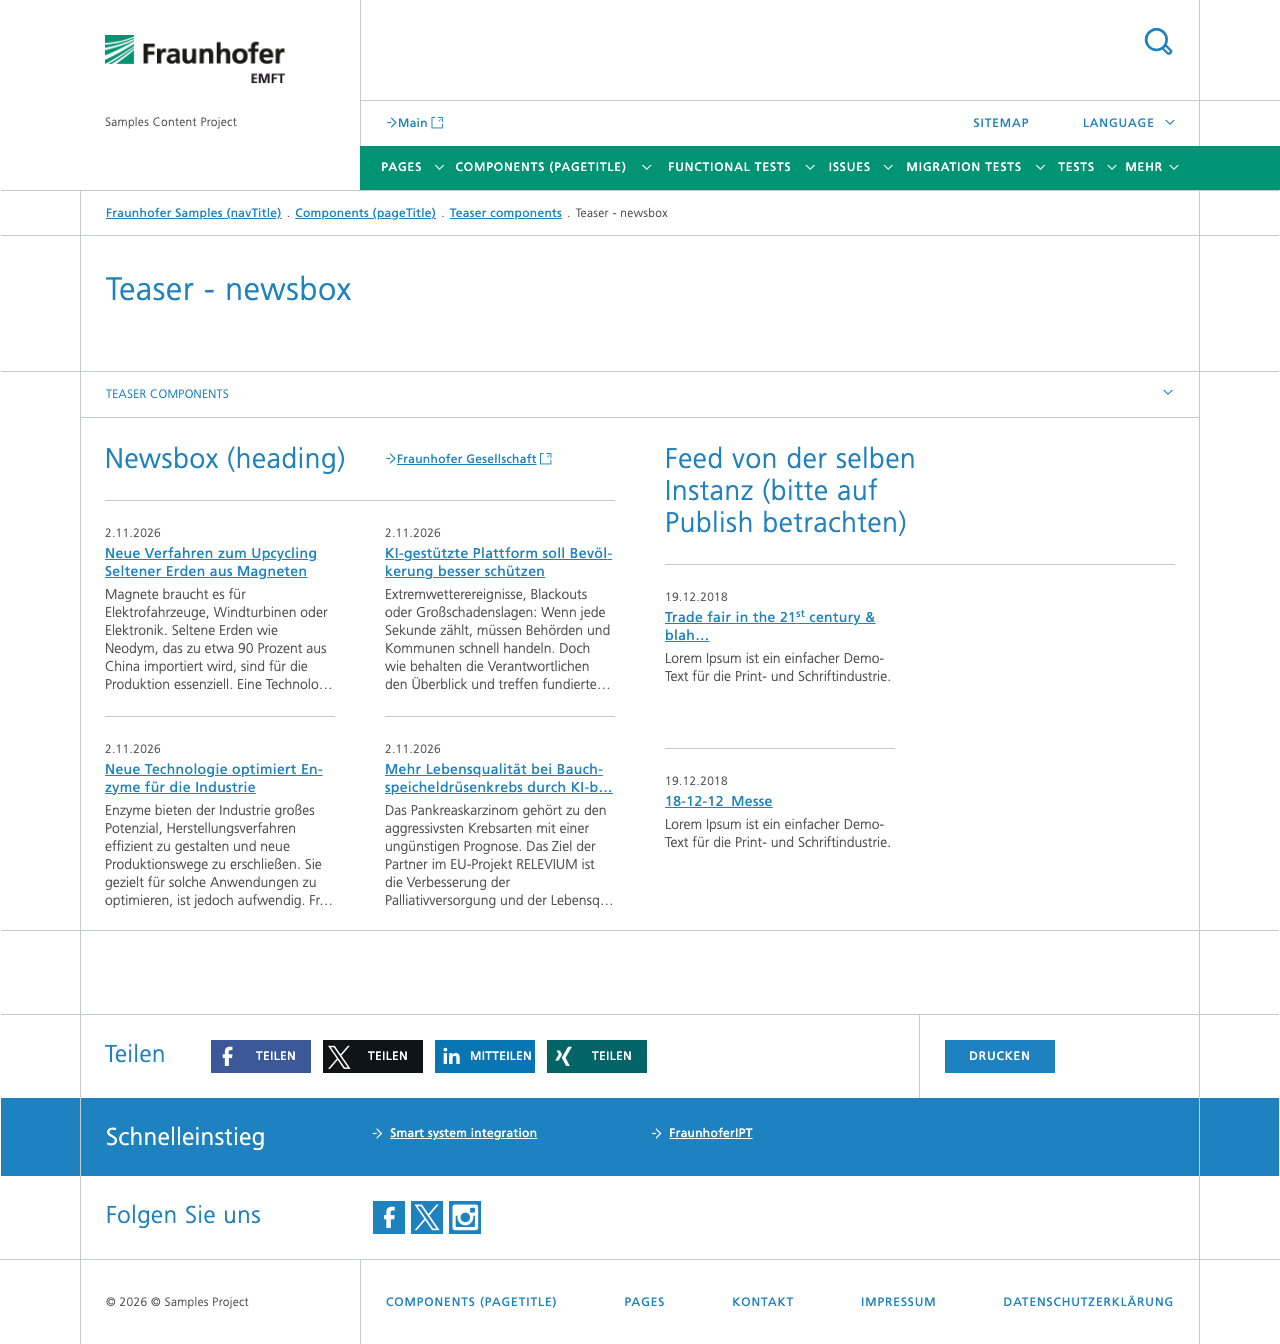 Fraunhofer
EMFT
Samples Content Project
Main
SITEMAP
LANGUAGE
PAGES
COMPONENTS (PAGETITLE)
FUNCTIONAL TESTS
ISSUES
MIGRATION TESTS
TESTS
MEHR
Fraunhofer Samples (navTitle) . Components (pageTitle) . Teaser components . Teaser - newsbox
Teaser - newsbox
TEASER COMPONENTS
Newsbox (heading)
Fraunhofer Gesellschaft
2.11.2026
Neue Verfahren zum Upcycling
Seltener Erden aus Magneten
Magnete braucht es für
Elektrofahrzeuge, Windturbinen oder
Elektronik. Seltene Erden wie
Neodym, das zu etwa 90 Prozent aus
China importiert wird, sind für die
Produktion essenziell. Eine Technolo…
2.11.2026
KI-gestützte Plattform soll Bevöl-
kerung besser schützen
Extremwetterereignisse, Blackouts
oder Großschadenslagen: Wenn jede
Sekunde zählt, müssen Behörden und
Kommunen schnell handeln. Doch
wie behalten die Verantwortlichen
den Überblick und treffen fundierte…
2.11.2026
Neue Technologie optimiert En-
zyme für die Industrie
Enzyme bieten der Industrie großes
Potenzial, Herstellungsverfahren
effizient zu gestalten und neue
Produktionswege zu erschließen. Sie
gezielt für solche Anwendungen zu
optimieren, ist jedoch aufwendig. Fr…
2.11.2026
Mehr Lebensqualität bei Bauch-
speicheldrüsenkrebs durch KI-b…
Das Pankreaskarzinom gehört zu den
aggressivsten Krebsarten mit einer
ungünstigen Prognose. Das Ziel der
Partner im EU-Projekt RELEVIUM ist
die Verbesserung der
Palliativversorgung und der Lebensq…
Feed von der selben
Instanz (bitte auf
Publish betrachten)
19.12.2018
Trade fair in the 21st century &
blah…
Lorem Ipsum ist ein einfacher Demo-
Text für die Print- und Schriftindustrie.
19.12.2018
18-12-12_Messe
Lorem Ipsum ist ein einfacher Demo-
Text für die Print- und Schriftindustrie.
Teilen
TEILEN
TEILEN
MITTEILEN
TEILEN
DRUCKEN
Schnelleinstieg
Smart system integration
FraunhoferIPT
Folgen Sie uns
© 2026 © Samples Project
COMPONENTS (PAGETITLE)
PAGES
KONTAKT
IMPRESSUM
DATENSCHUTZERKLÄRUNG